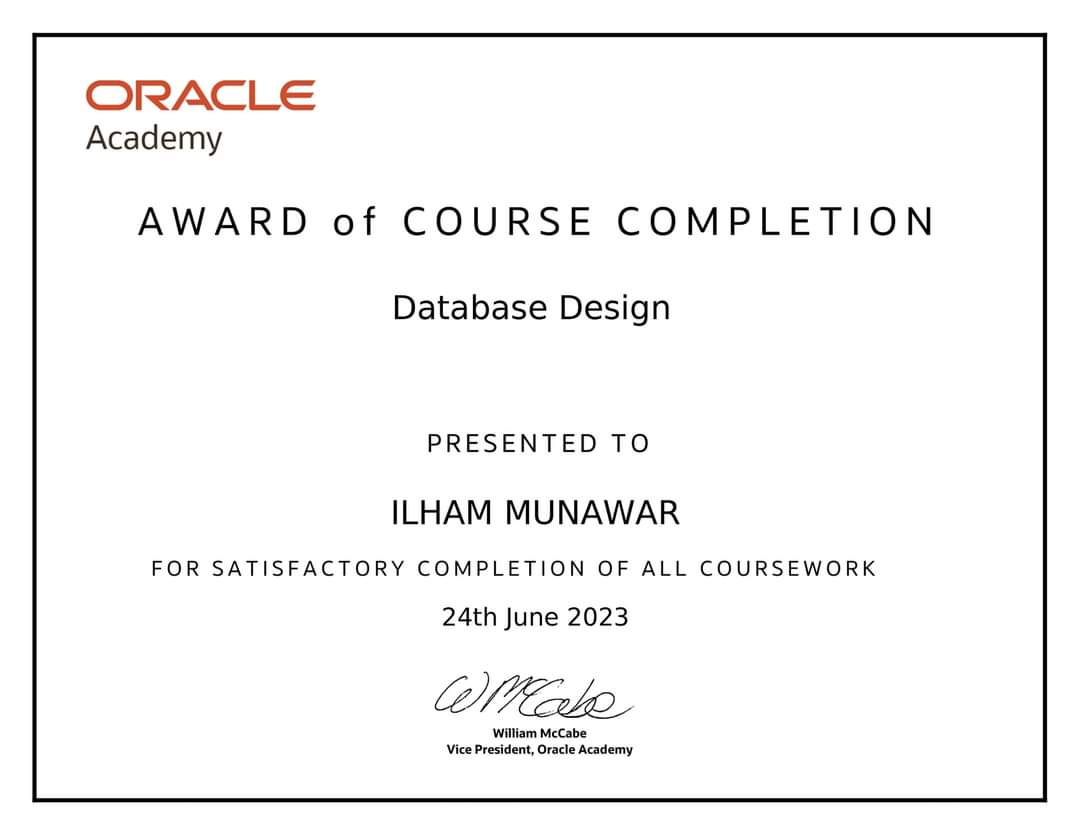 ORACLE
Academy
AWARD of COURSE COMPLETION
Database Design
PRESENTED TO
ILHAM MUNAWAR
FOR SATISFACTORY COMPLETION OF ALL COURSEWORK
24th June 2023
WMcCabe
William McCabe
Vice President, Oracle Academy